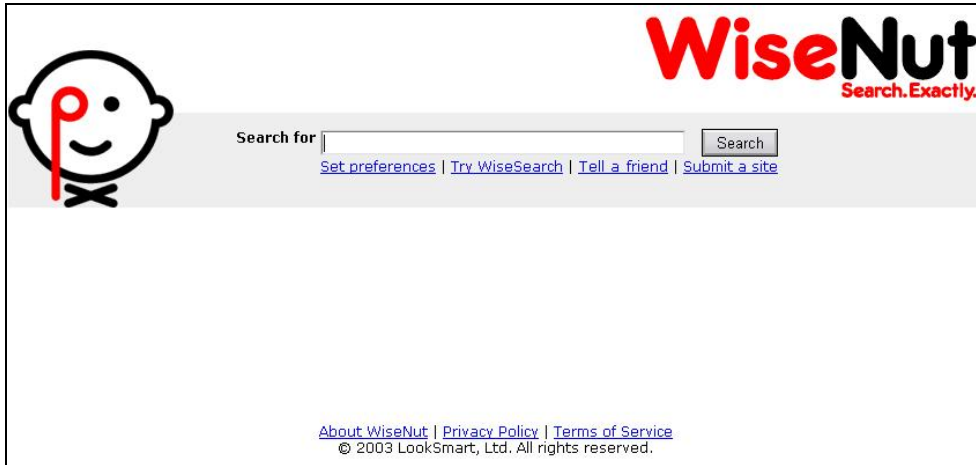 WiseNut
Search.Exactly.
Search for
Search
Set preferences | Try WiseSearch | Tell a friend | Submit a site
About WiseNut | Privacy Policy | Terms of Service
© 2003 LookSmart, Ltd. All rights reserved.